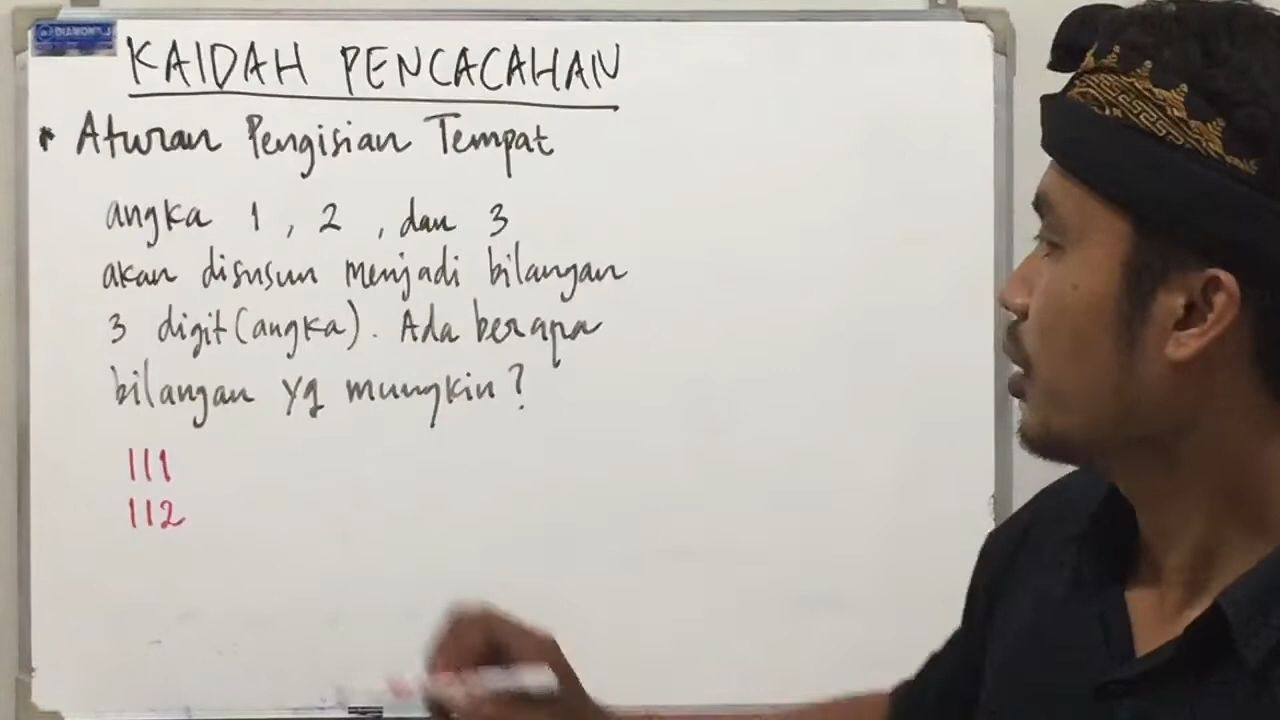 DIAMOND
KAIDAH PENCACAHAN
• Aturan Pengisian Tempat
angka 1, 2, dan 3
akan disusun menjadi bilangan
3 digit (angka). Ada berapa
bilangan yg mungkin?
111
112